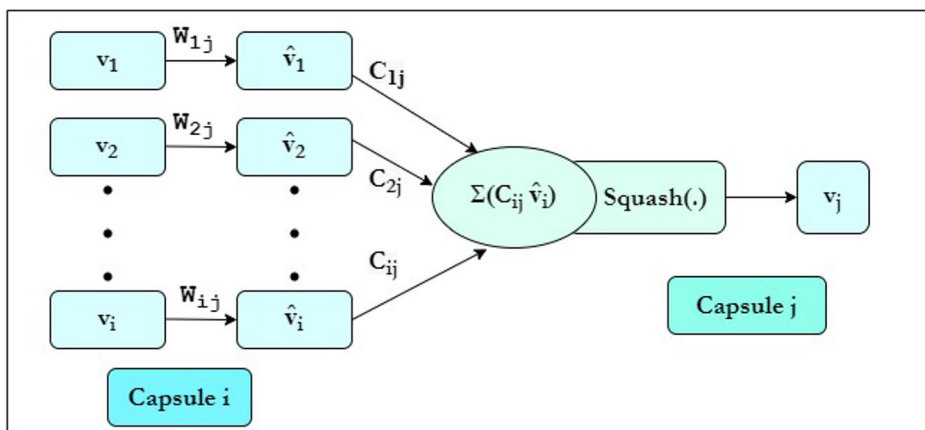 v₁ W₁ⱼ v̂₁ C₁ⱼ
v₂ W₂ⱼ v̂₂ C₂ⱼ
Σ(Cᵢⱼ v̂ᵢ) Squash(.) vⱼ
vᵢ Wᵢⱼ v̂ᵢ Cᵢⱼ
Capsule j
Capsule i